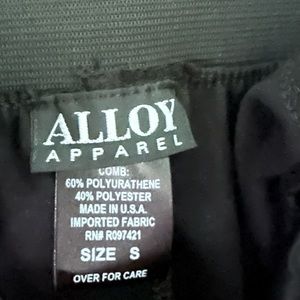 ALLOY
APPAREL
COMB:
60% POLYURATHENE
40% POLYESTER
MADE IN U.S.A.
IMPORTED FABRIC
RN# R097421
SIZE S
OVER FOR CARE